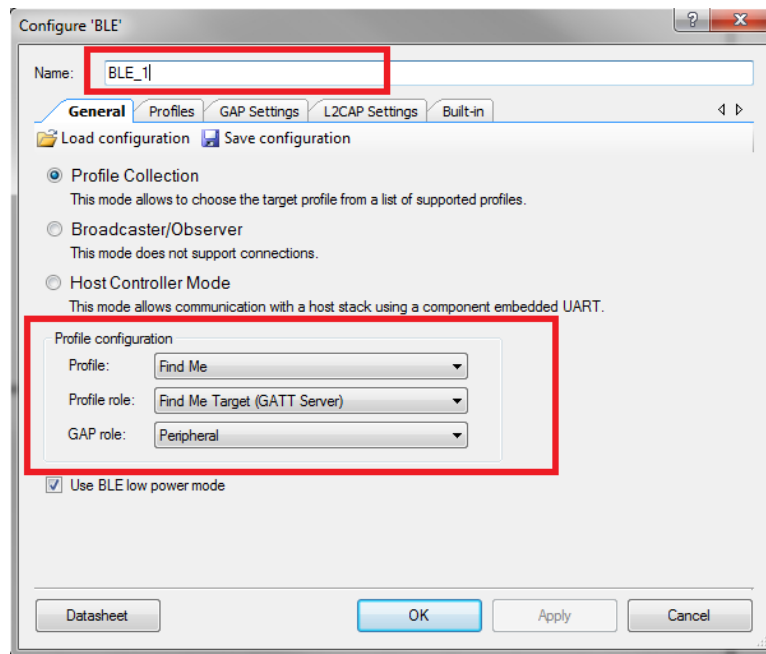 Configure 'BLE'
Name: BLE_1
General Profiles GAP Settings L2CAP Settings Built-in
Load configuration Save configuration
Profile Collection
This mode allows to choose the target profile from a list of supported profiles.
Broadcaster/Observer
This mode does not support connections.
Host Controller Mode
This mode allows communication with a host stack using a component embedded UART.
Profile configuration
Profile: Find Me
Profile role: Find Me Target (GATT Server)
GAP role: Peripheral
Use BLE low power mode
Datasheet OK Apply Cancel